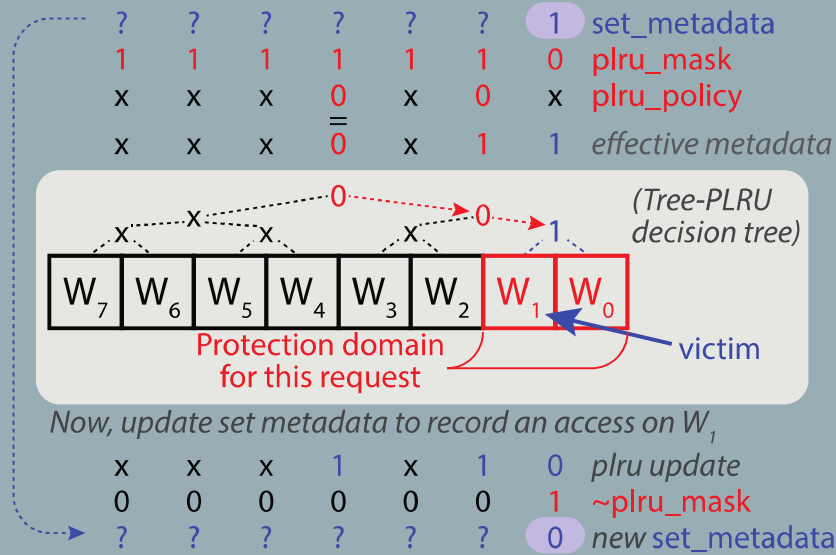 ? ? ? ? ? ? 1 set_metadata
1 1 1 1 1 1 0 plru_mask
x x x 0 x 0 x plru_policy
=
x x x 0 x 1 1 effective metadata
0 (Tree-PLRU
x 0
x x x 1 decision tree)
W7 W6 W5 W4 W3 W2 W1 W0
Protection domain
for this request
victim
Now, update set metadata to record an access on W1
x x x 1 x 1 0 plru update
0 0 0 0 0 0 1 ~plru_mask
? ? ? ? ? ? 0 new set_metadata